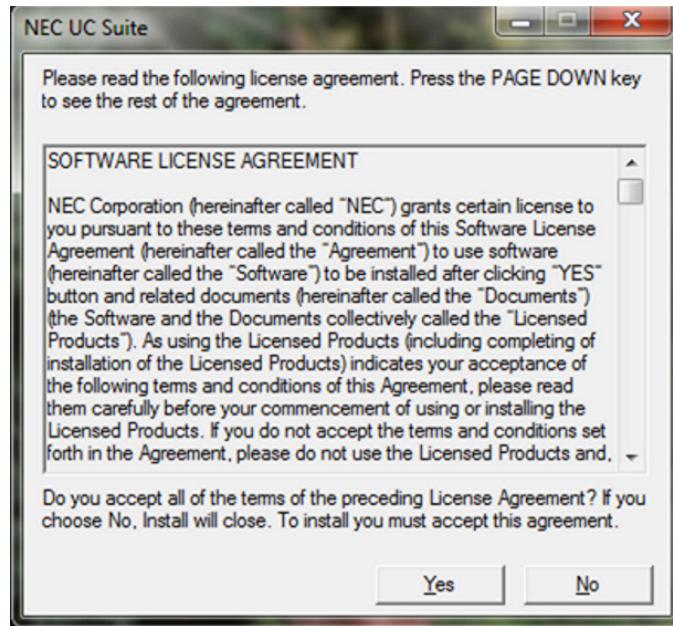 NEC UC Suite
Please read the following license agreement. Press the PAGE DOWN key
to see the rest of the agreement.
SOFTWARE LICENSE AGREEMENT
NEC Corporation (hereinafter called "NEC") grants certain license to
you pursuant to these terms and conditions of this Software License
Agreement (hereinafter called the "Agreement") to use software
(hereinafter called the "Software") to be installed after clicking "YES"
button and related documents (hereinafter called the "Documents")
(the Software and the Documents collectively called the "Licensed
Products"). As using the Licensed Products (including completing of
installation of the Licensed Products) indicates your acceptance of
the following terms and conditions of this Agreement, please read
them carefully before your commencement of using or installing the
Licensed Products. If you do not accept the terms and conditions set
forth in the Agreement, please do not use the Licensed Products and,
Do you accept all of the terms of the preceding License Agreement? If you
choose No, Install will close. To install you must accept this agreement.
Yes No